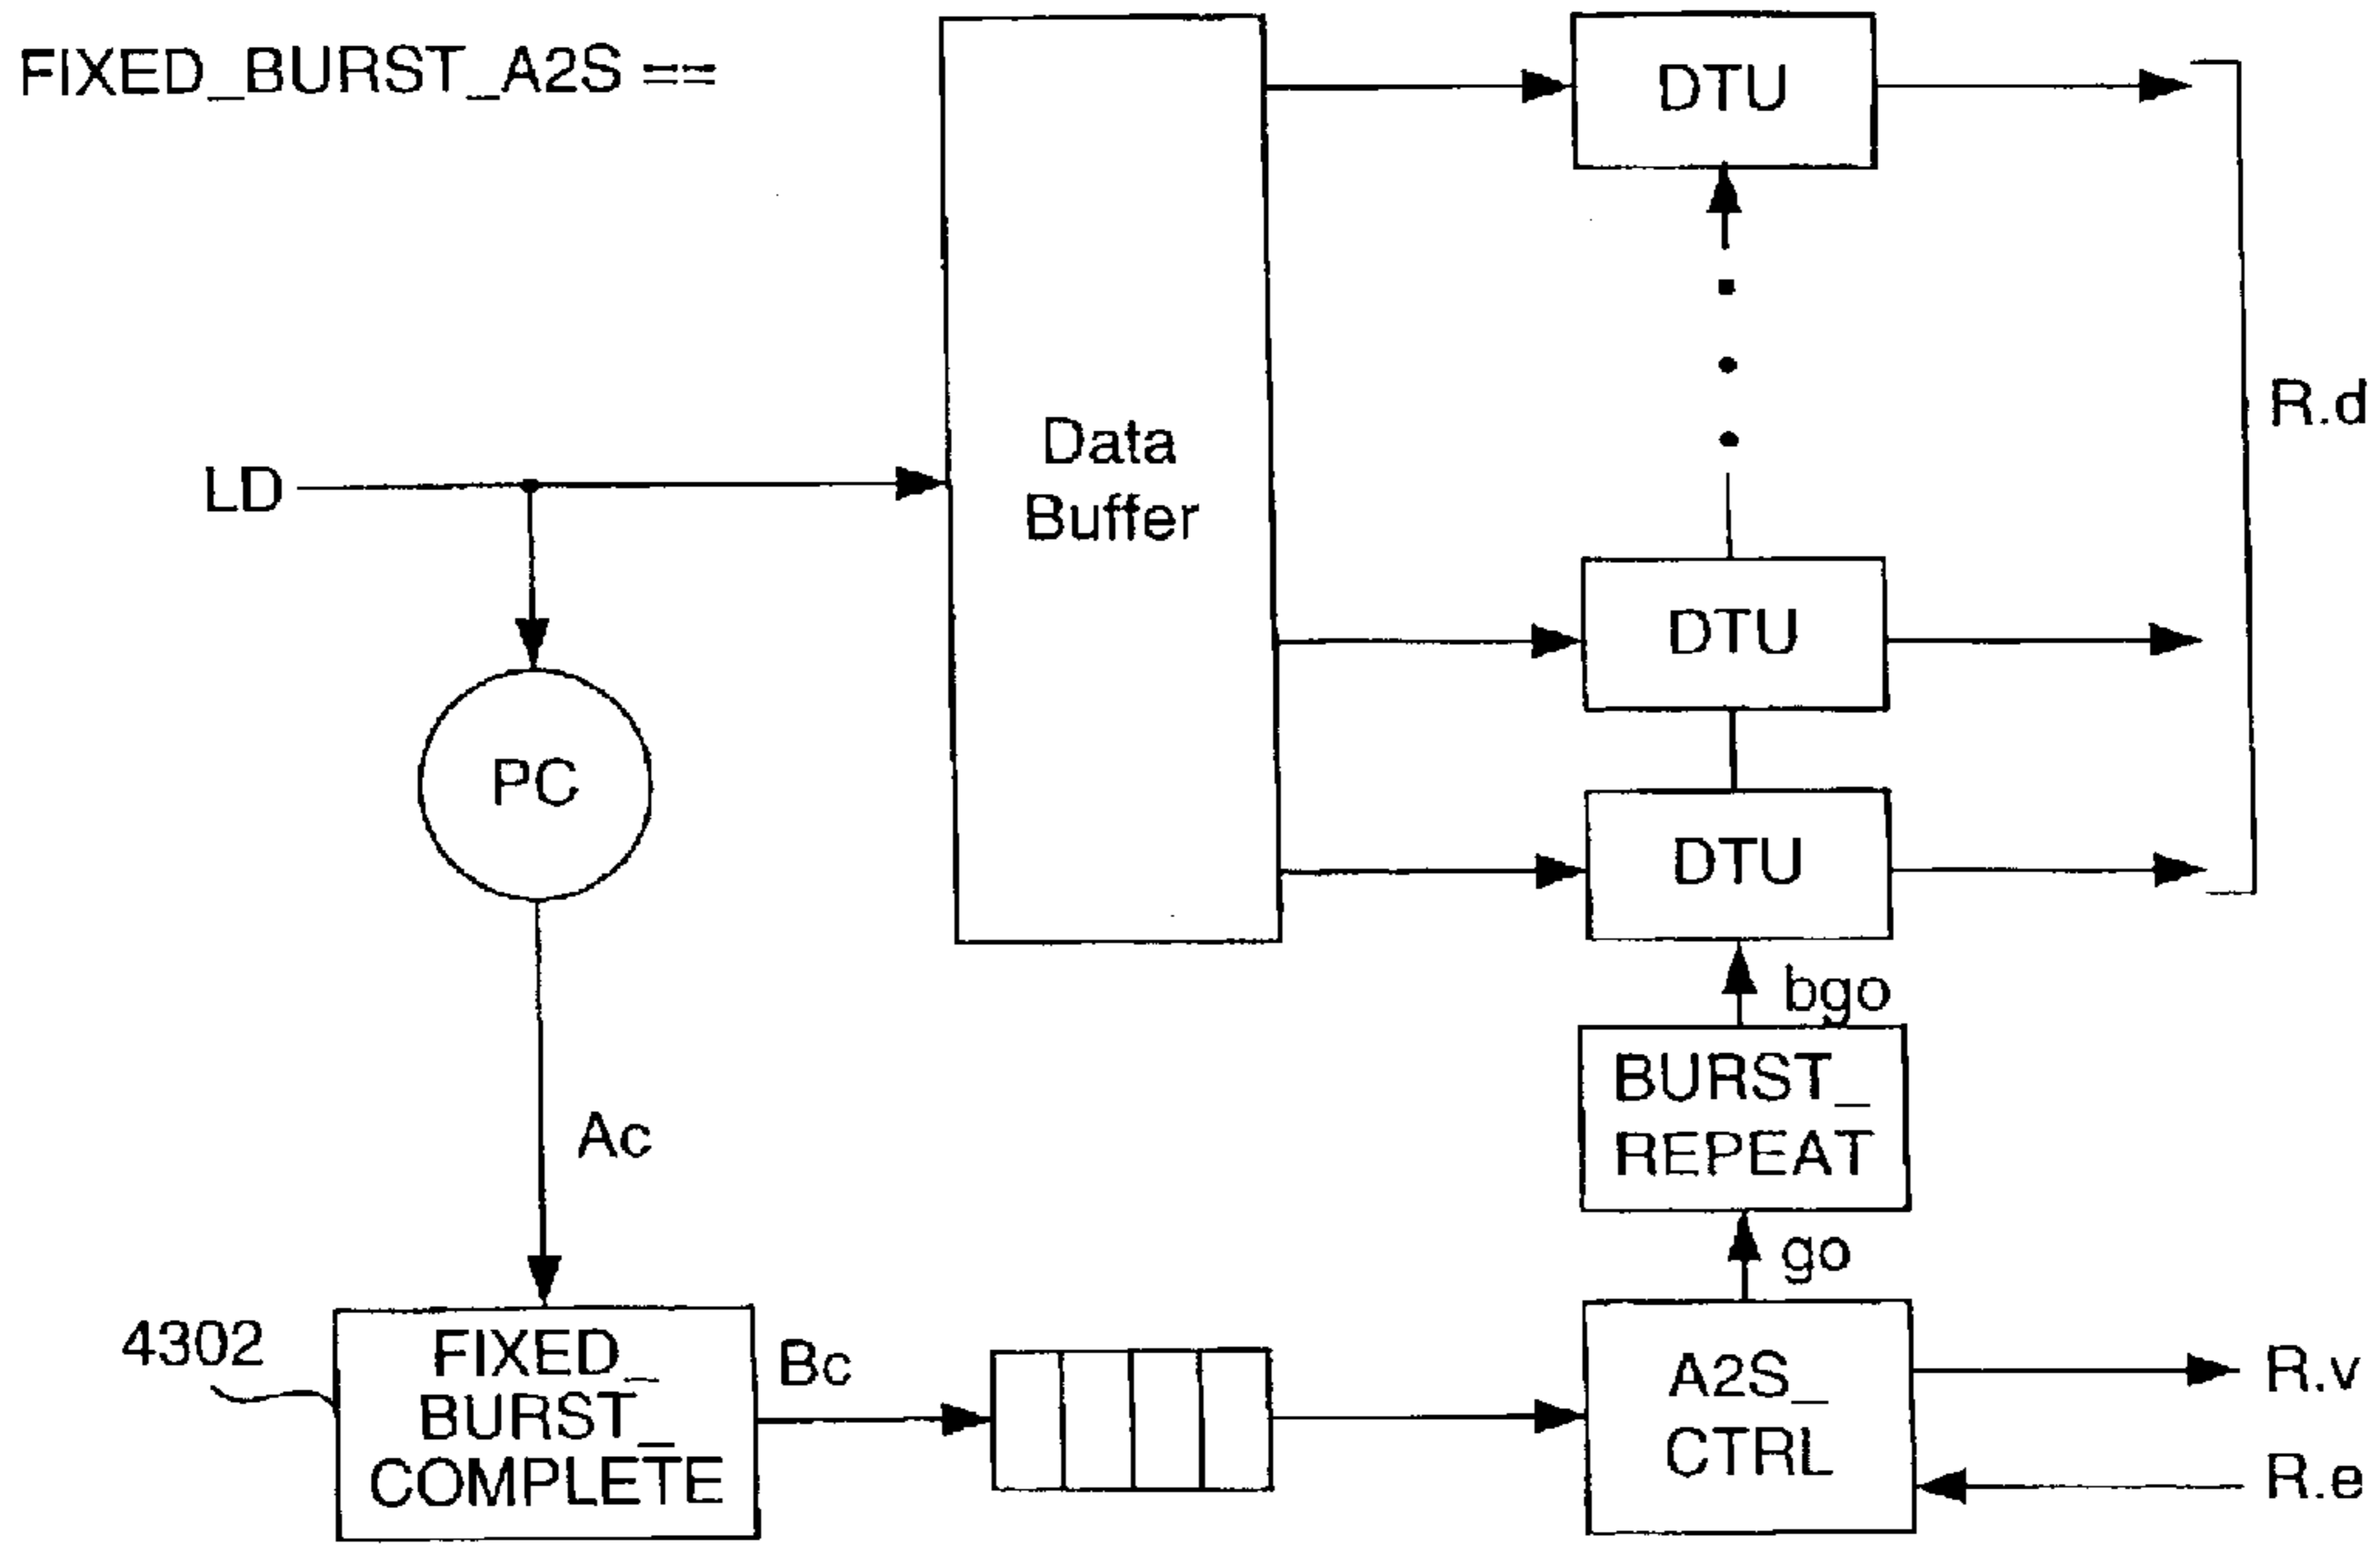 FIXED_BURST_A2S ==
DTU
R.d
Data
Buffer
LD
DTU
PC
DTU
bgo
BURST_
REPEAT
Ac
go
4302
FIXED_
BURST_
COMPLETE
Bc
A2S_
CTRL
R.v
R.e